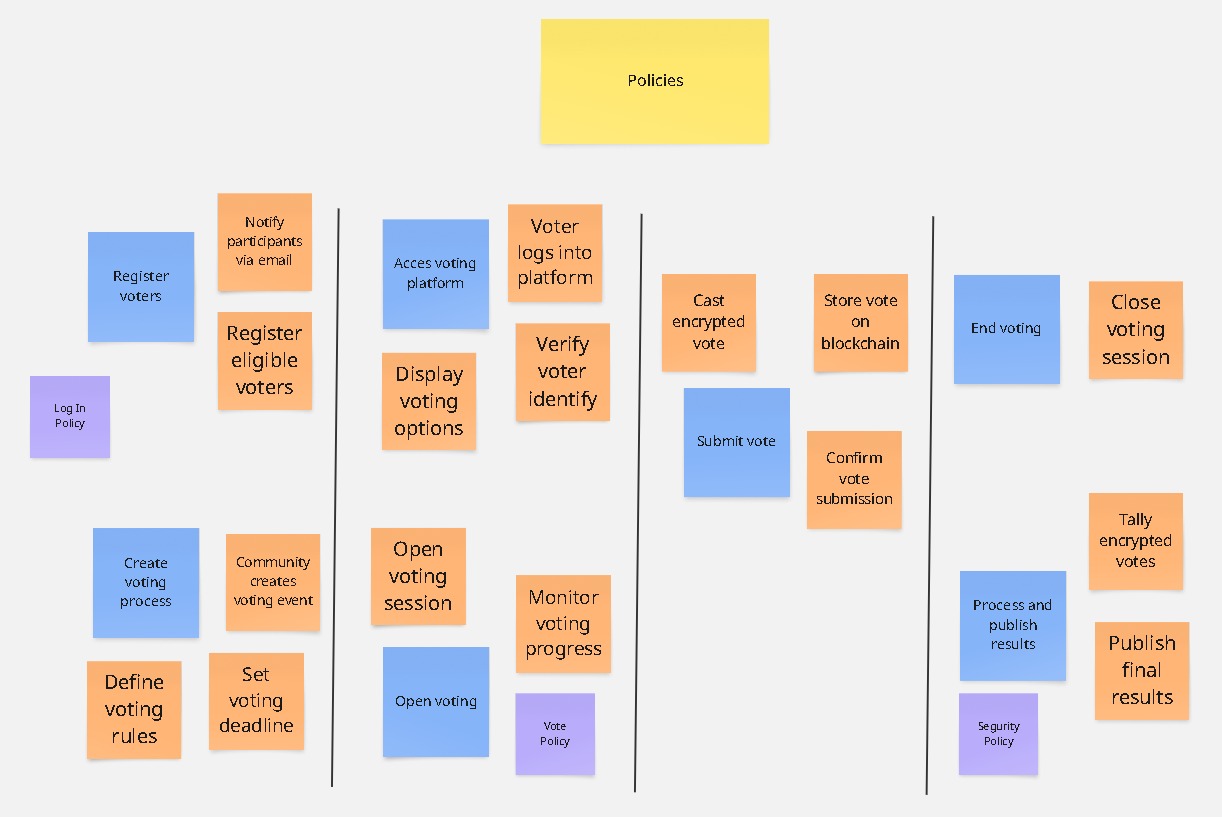 Policies
Notify
participants
via email
Register
voters
Register
eligible
voters
Log In
Policy
Create
voting
process
Community
creates
voting event
Define
voting
rules
Set
voting
deadline
Acces voting
platform
Voter
logs into
platform
Display
voting
options
Verify
voter
identify
Open
voting
session
Monitor
voting
progress
Open voting
Vote
Policy
Cast
encrypted
vote
Store vote
on
blockchain
Submit vote
Confirm
vote
submission
End voting
Close
voting
session
Tally
encrypted
votes
Process and
publish
results
Publish
final
results
Segurity
Policy